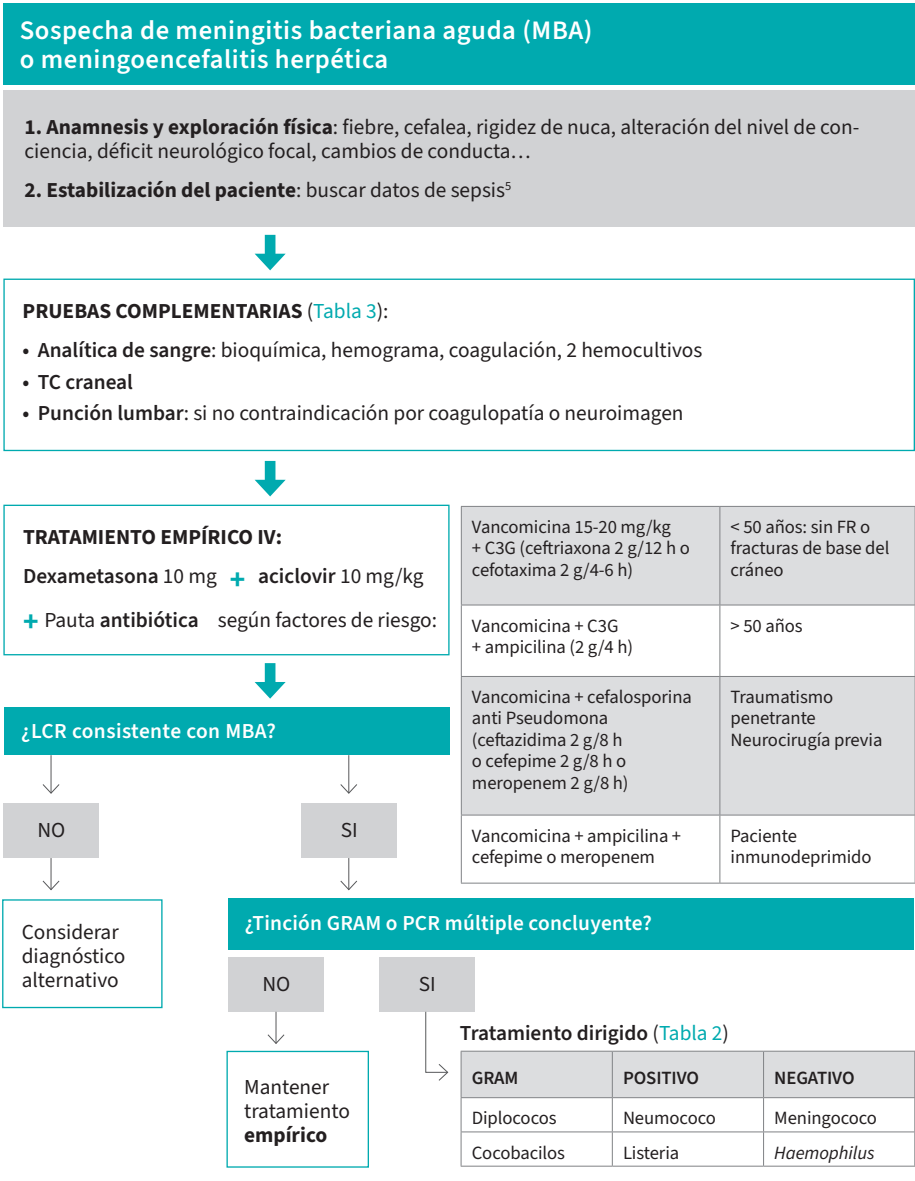 Sospecha de meningitis bacteriana aguda (MBA)
o meningoencefalitis herpética
1. Anamnesis y exploración física: fiebre, cefalea, rigidez de nuca, alteración del nivel de con-
ciencia, déficit neurológico focal, cambios de conducta…
2. Estabilización del paciente: buscar datos de sepsis⁵
PRUEBAS COMPLEMENTARIAS (Tabla 3):
• Analítica de sangre: bioquímica, hemograma, coagulación, 2 hemocultivos
• TC craneal
• Punción lumbar: si no contraindicación por coagulopatía o neuroimagen
TRATAMIENTO EMPÍRICO IV:
Dexametasona 10 mg + aciclovir 10 mg/kg
+ Pauta antibiótica según factores de riesgo:
Vancomicina 15-20 mg/kg
+ C3G (ceftriaxona 2 g/12 h o
cefotaxima 2 g/4-6 h)
< 50 años: sin FR o
fracturas de base del
cráneo
Vancomicina + C3G
+ ampicilina (2 g/4 h)
> 50 años
Vancomicina + cefalosporina
anti Pseudomona
(ceftazidima 2 g/8 h
o cefepime 2 g/8 h o
meropenem 2 g/8 h)
Traumatismo
penetrante
Neurocirugía previa
Vancomicina + ampicilina +
cefepime o meropenem
Paciente
inmunodeprimido
¿LCR consistente con MBA?
NO
SI
Considerar
diagnóstico
alternativo
¿Tinción GRAM o PCR múltiple concluyente?
NO
SI
Mantener
tratamiento
empírico
Tratamiento dirigido (Tabla 2)
GRAM POSITIVO NEGATIVO
Diplococos Neumococo Meningococo
Cocobacilos Listeria Haemophilus